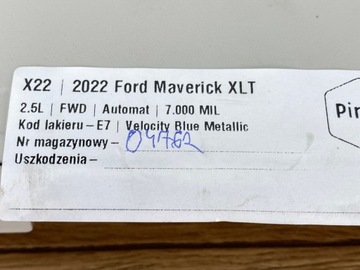 X22 | 2022 Ford Maverick XLT
2.5L | FWD | Automat | 7.000 MIL
Kod lakieru – E7 | Velocity Blue Metallic
Nr magazynowy – 04762
Uszkodzenia –
Pin